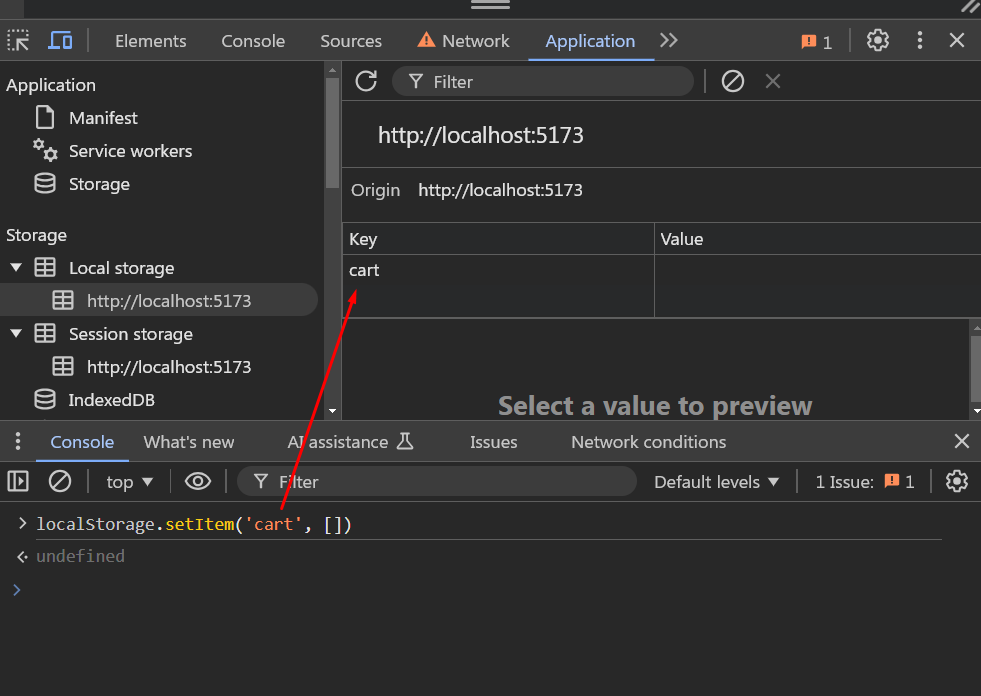 Elements Console Sources Network Application 1
Application
Manifest
Service workers
Storage
Storage
Local storage
http://localhost:5173
Session storage
http://localhost:5173
IndexedDB
Filter
http://localhost:5173
Origin http://localhost:5173
Key Value
cart
Select a value to preview
Console What's new AI assistance Issues Network conditions
top Filter Default levels 1 Issue: 1
localStorage.setItem('cart', [])
undefined